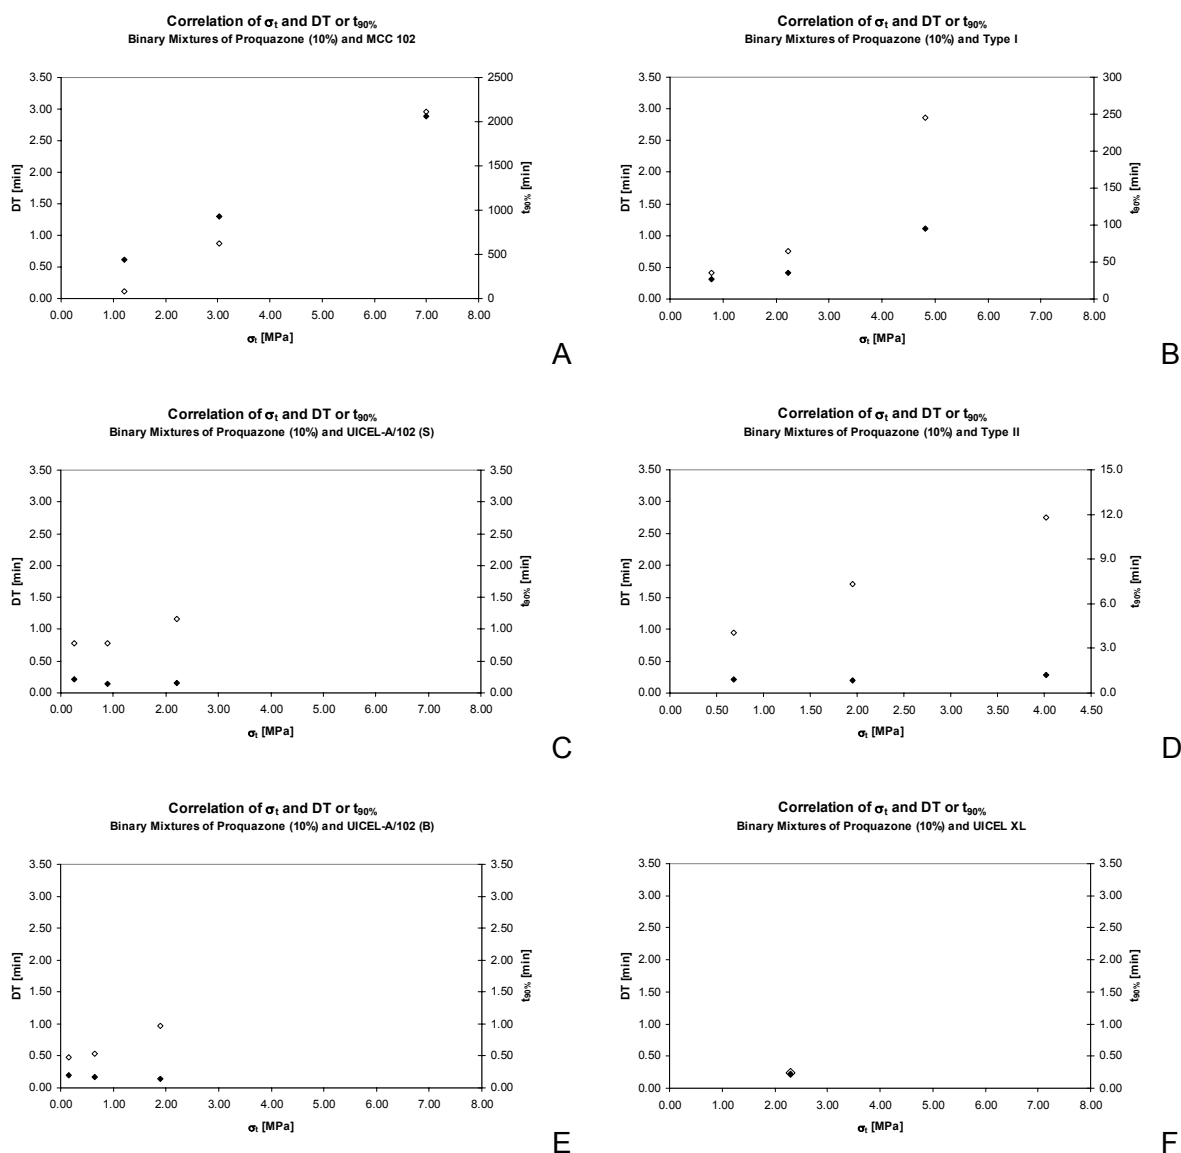 Correlation of σt and DT or t90%
Binary Mixtures of Proquazone (10%) and MCC 102
3.50
3.00
2.50
2.00
1.50
1.00
0.50
0.00
DT [min]
2500
2000
1500
1000
500
0
t90% [min]
0.00 1.00 2.00 3.00 4.00 5.00 6.00 7.00 8.00
σt [MPa]
A
Correlation of σt and DT or t90%
Binary Mixtures of Proquazone (10%) and Type I
3.50
3.00
2.50
2.00
1.50
1.00
0.50
0.00
DT [min]
300
250
200
150
100
50
0
t90% [min]
0.00 1.00 2.00 3.00 4.00 5.00 6.00 7.00 8.00
σt [MPa]
B
Correlation of σt and DT or t90%
Binary Mixtures of Proquazone (10%) and UICEL-A/102 (S)
3.50
3.00
2.50
2.00
1.50
1.00
0.50
0.00
DT [min]
3.50
3.00
2.50
2.00
1.50
1.00
0.50
0.00
t90% [min]
0.00 1.00 2.00 3.00 4.00 5.00 6.00 7.00 8.00
σt [MPa]
C
Correlation of σt and DT or t90%
Binary Mixtures of Proquazone (10%) and Type II
3.50
3.00
2.50
2.00
1.50
1.00
0.50
0.00
DT [min]
15.0
12.0
9.0
6.0
3.0
0.0
t90% [min]
0.00 0.50 1.00 1.50 2.00 2.50 3.00 3.50 4.00 4.50
σt [MPa]
D
Correlation of σt and DT or t90%
Binary Mixtures of Proquazone (10%) and UICEL-A/102 (B)
3.50
3.00
2.50
2.00
1.50
1.00
0.50
0.00
DT [min]
3.50
3.00
2.50
2.00
1.50
1.00
0.50
0.00
t90% [min]
0.00 1.00 2.00 3.00 4.00 5.00 6.00 7.00 8.00
σt [MPa]
E
Correlation of σt and DT or t90%
Binary Mixtures of Proquazone (10%) and UICEL XL
3.50
3.00
2.50
2.00
1.50
1.00
0.50
0.00
DT [min]
3.50
3.00
2.50
2.00
1.50
1.00
0.50
0.00
t90% [min]
0.00 1.00 2.00 3.00 4.00 5.00 6.00 7.00 8.00
σt [MPa]
F